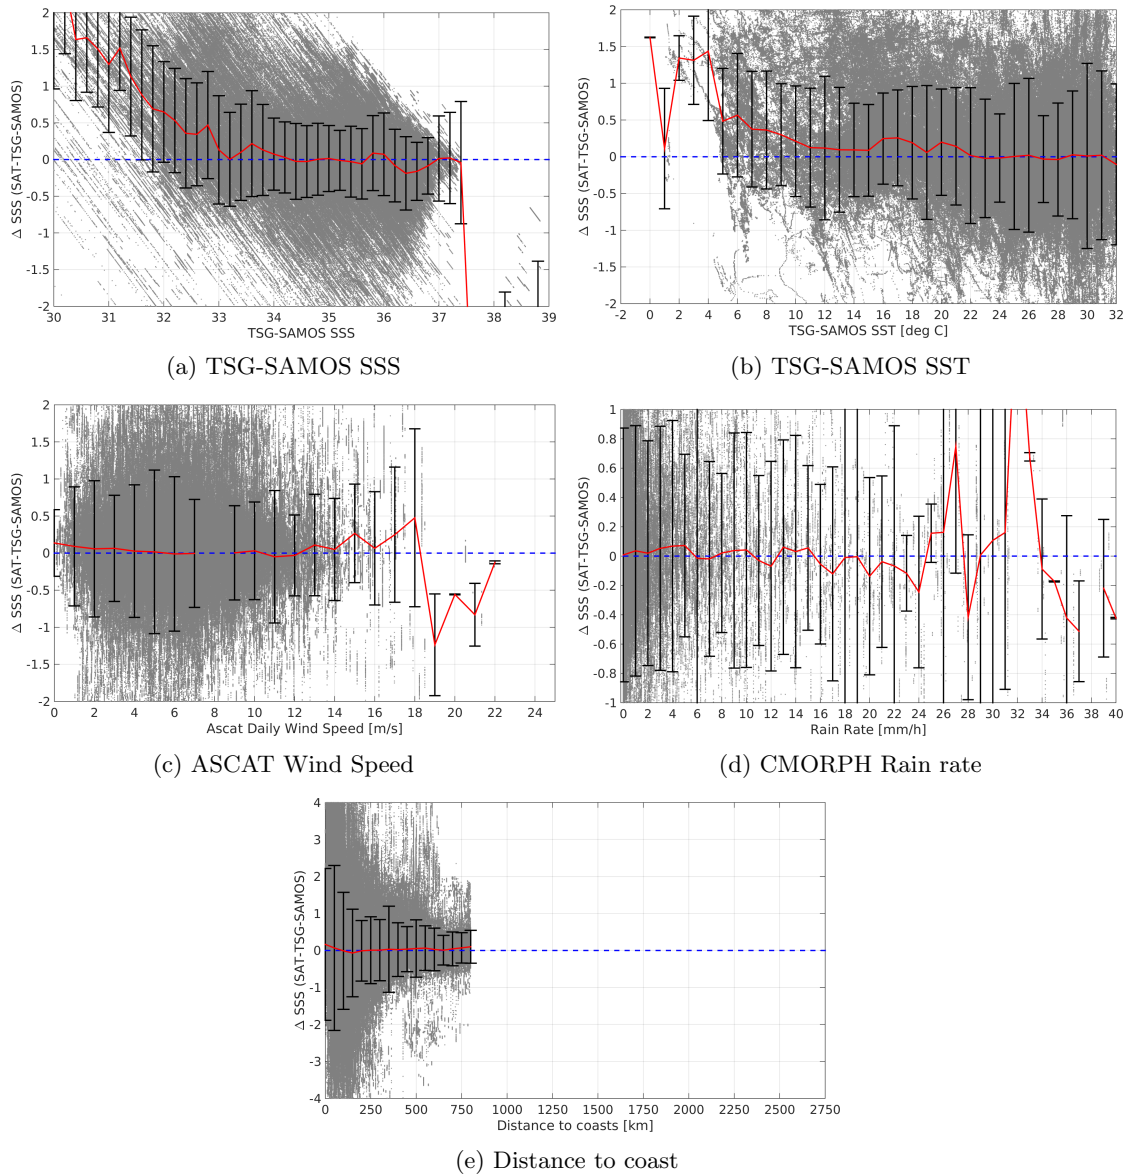 2
1.5
1
0.5
0
-0.5
-1
-1.5
-2
Δ SSS (SAT-TSG-SAMOS)
30 31 32 33 34 35 36 37 38 39
TSG-SAMOS SSS
(a) TSG-SAMOS SSS
2
1.5
1
0.5
0
-0.5
-1
-1.5
-2
Δ SSS (SAT-TSG-SAMOS)
-2 0 2 4 6 8 10 12 14 16 18 20 22 24 26 28 30 32
TSG-SAMOS SST [deg C]
(b) TSG-SAMOS SST
2
1.5
1
0.5
0
-0.5
-1
-1.5
-2
Δ SSS (SAT-TSG-SAMOS)
0 2 4 6 8 10 12 14 16 18 20 22 24
Ascat Daily Wind Speed [m/s]
(c) ASCAT Wind Speed
1
0.8
0.6
0.4
0.2
0
-0.2
-0.4
-0.6
-0.8
-1
Δ SSS (SAT-TSG-SAMOS)
0 2 4 6 8 10 12 14 16 18 20 22 24 26 28 30 32 34 36 38 40
Rain Rate [mm/h]
(d) CMORPH Rain rate
4
3
2
1
0
-1
-2
-3
-4
Δ SSS (SAT-TSG-SAMOS)
0 250 500 750 1000 1250 1500 1750 2000 2250 2500 2750
Distance to coasts [km]
(e) Distance to coast